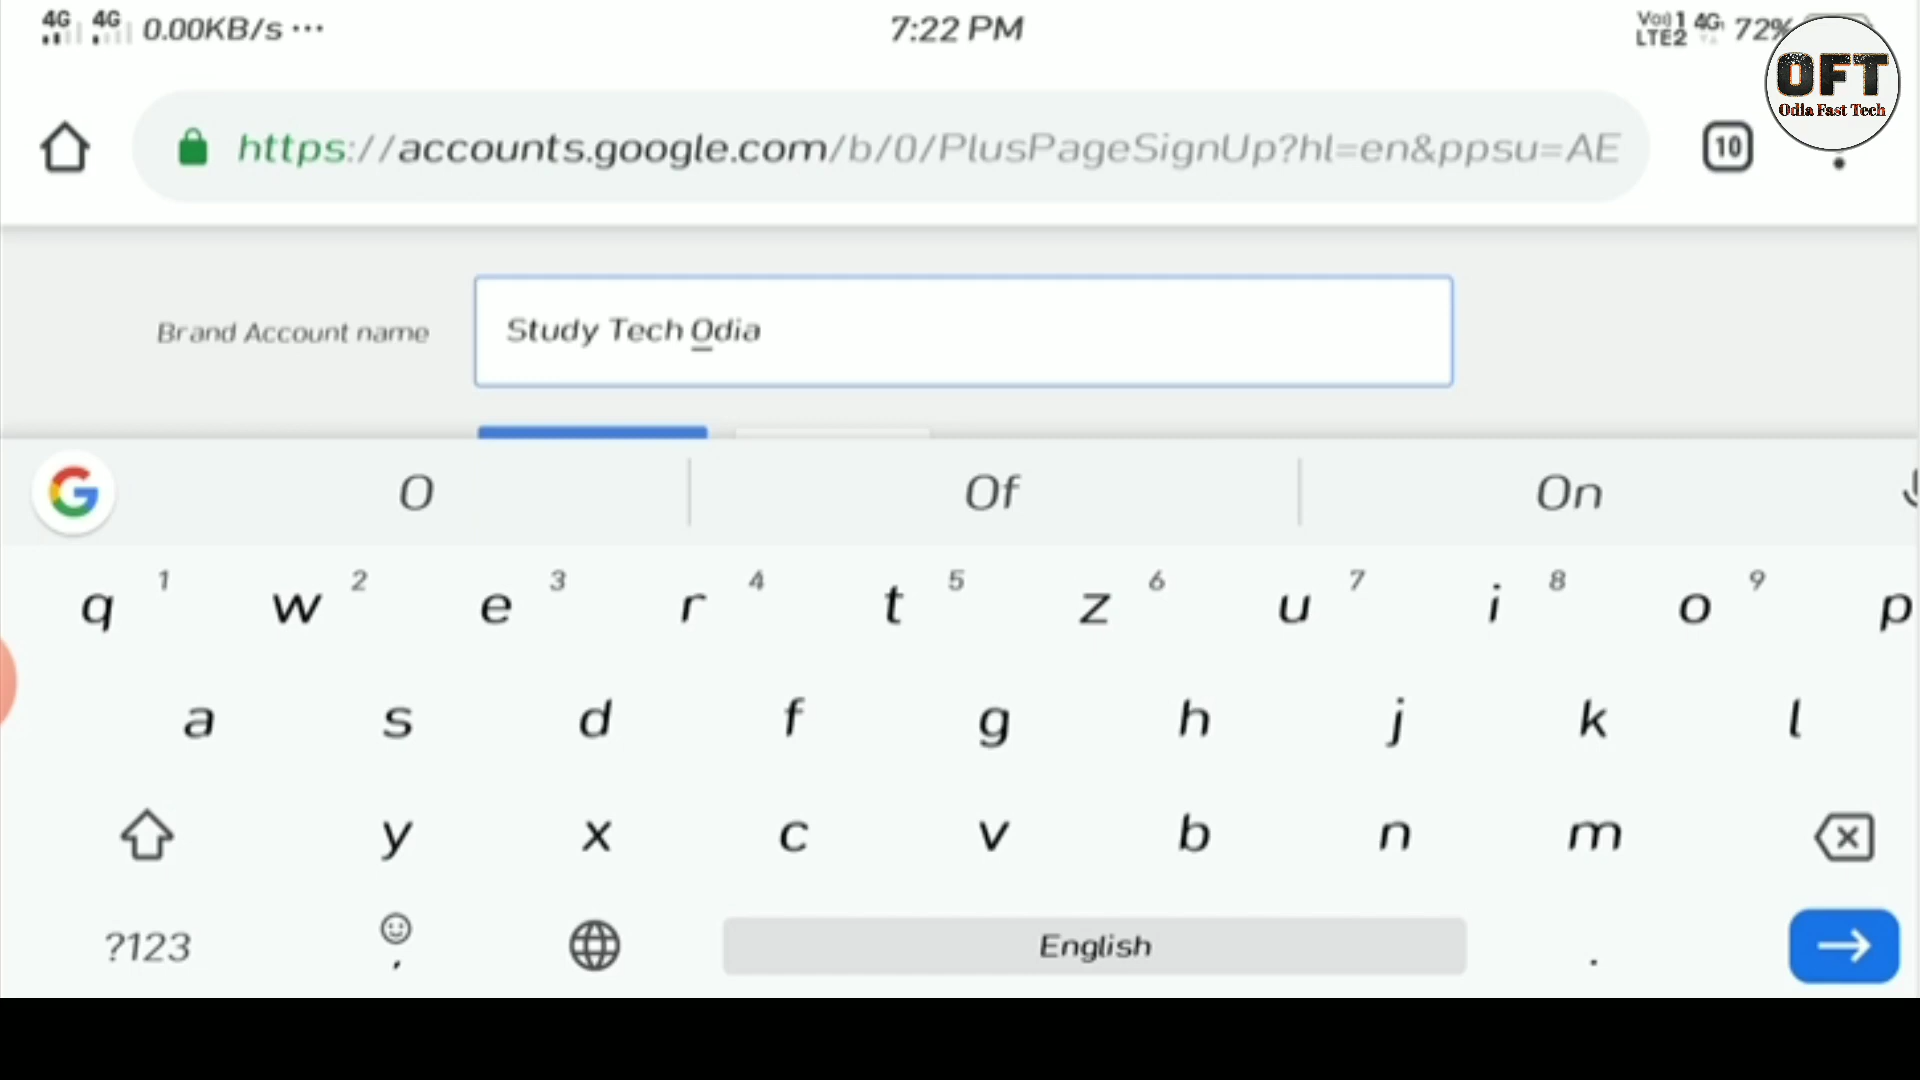 4G 4G 0.00KB/s ... 7:22 PM Vo)) 1 LTE2 4G 72%
OFT
Odia Fast Tech
https://accounts.google.com/b/0/PlusPageSignUp?hl=en&ppsu=AE 10
Brand Account name Study Tech Odia
G O Of On
q 1 w 2 e 3 r 4 t 5 z 6 u 7 i 8 o 9 p
a s d f g h j k l
y x c v b n m
?123 , English .